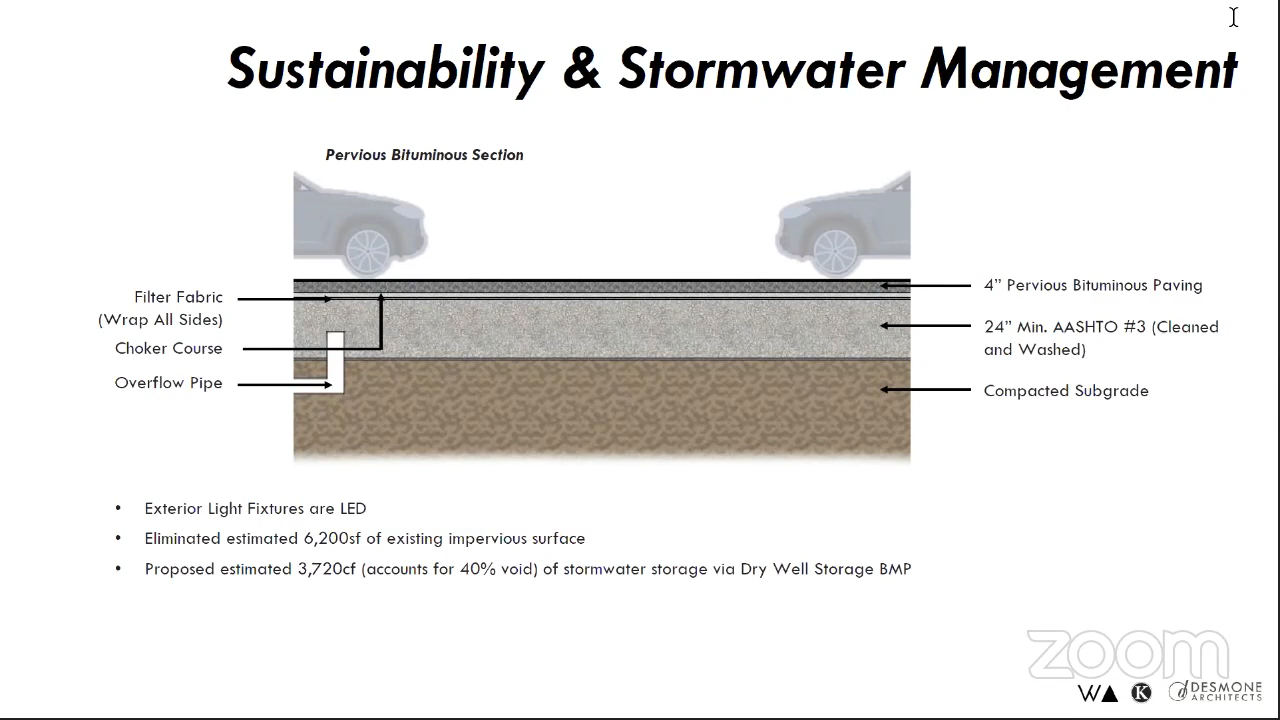 Sustainability & Stormwater Management
Pervious Bituminous Section
Filter Fabric
(Wrap All Sides)
Choker Course
Overflow Pipe
4” Pervious Bituminous Paving
24” Min. AASHTO #3 (Cleaned
and Washed)
Compacted Subgrade
• Exterior Light Fixtures are LED
• Eliminated estimated 6,200sf of existing impervious surface
• Proposed estimated 3,720cf (accounts for 40% void) of stormwater storage via Dry Well Storage BMP
zoom
W▲ K d DESMONE
ARCHITECTS